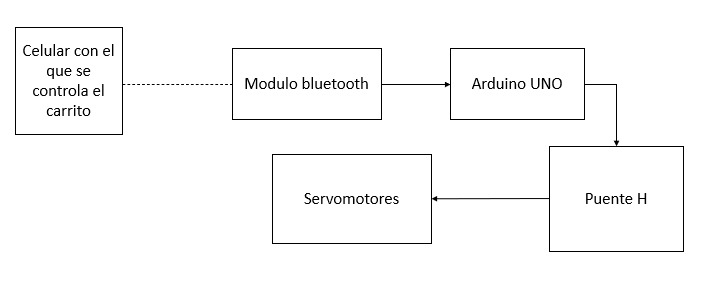 Celular con el
que se
controla el
carrito
Modulo bluetooth
Arduino UNO
Servomotores
Puente H